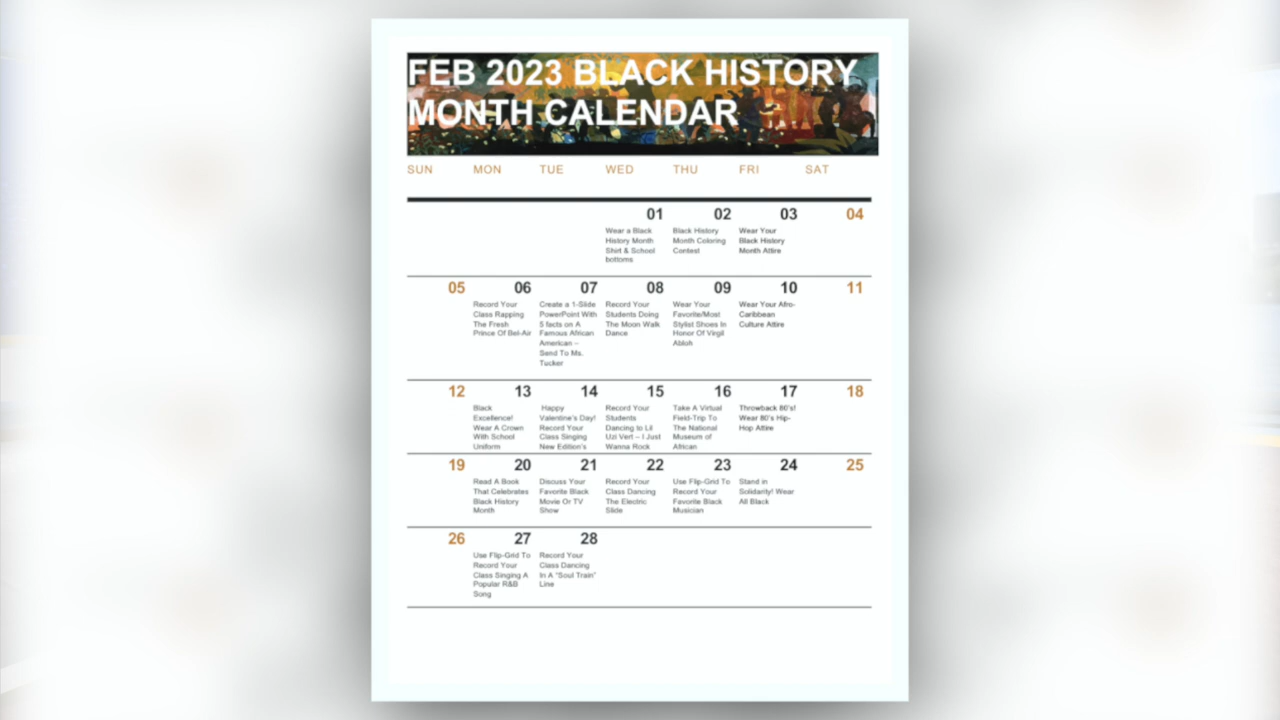 FEB 2023 BLACK HISTORY
MONTH CALENDAR
SUN MON TUE WED THU FRI SAT
01 02 03 04
Wear a Black
History Month
Shirt & School
bottoms
Black History
Month Coloring
Contest
Wear Your
Black History
Month Attire
05 06 07 08 09 10 11
Record Your
Class Rapping
The Fresh
Prince Of Bel-Air
Create a 1-Slide
PowerPoint With
5 facts on A
Famous African
American –
Send To Ms.
Tucker
Record Your
Students Doing
The Moon Walk
Dance
Wear Your
Favorite/Most
Stylist Shoes In
Honor Of Virgil
Abloh
Wear Your Afro-
Caribbean
Culture Attire
12 13 14 15 16 17 18
Black
Excellence!
Wear A Crown
With School
Uniform
Happy
Valentine's Day!
Record Your
Class Singing
New Edition's
Record Your
Students
Dancing to Lil
Uzi Vert – I Just
Wanna Rock
Take A Virtual
Field-Trip To
The National
Museum of
African
Throwback 80's!
Wear 80's Hip-
Hop Attire
19 20 21 22 23 24 25
Read A Book
That Celebrates
Black History
Month
Discuss Your
Favorite Black
Movie Or TV
Show
Record Your
Class Dancing
The Electric
Slide
Use Flip-Grid To
Record Your
Favorite Black
Musician
Stand in
Solidarity! Wear
All Black
26 27 28
Use Flip-Grid To
Record Your
Class Singing A
Popular R&B
Song
Record Your
Class Dancing
In A "Soul Train"
Line